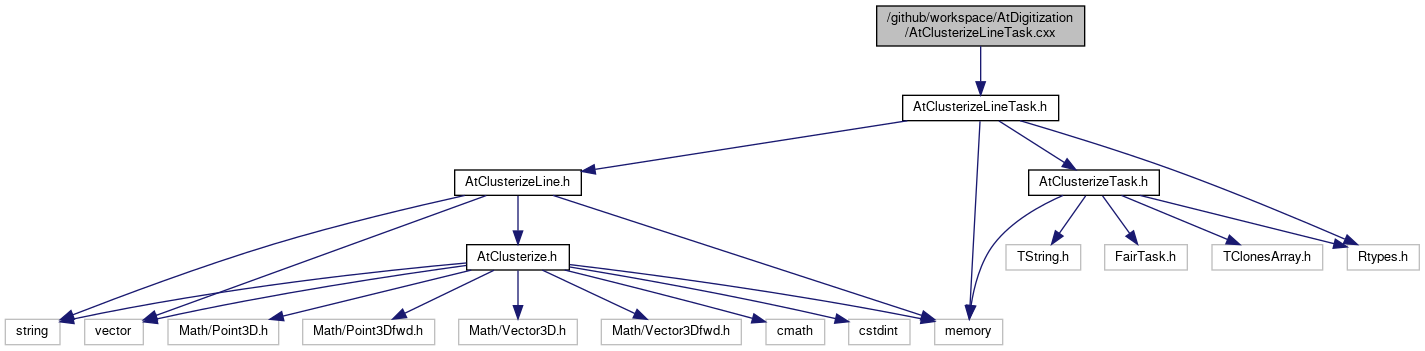 /github/workspace/AtDigitization
/AtClusterizeLineTask.cxx
AtClusterizeLineTask.h
AtClusterizeLine.h
AtClusterizeTask.h
AtClusterize.h
TString.h
FairTask.h
TClonesArray.h
Rtypes.h
string
vector
Math/Point3D.h
Math/Point3Dfwd.h
Math/Vector3D.h
Math/Vector3Dfwd.h
cmath
cstdint
memory